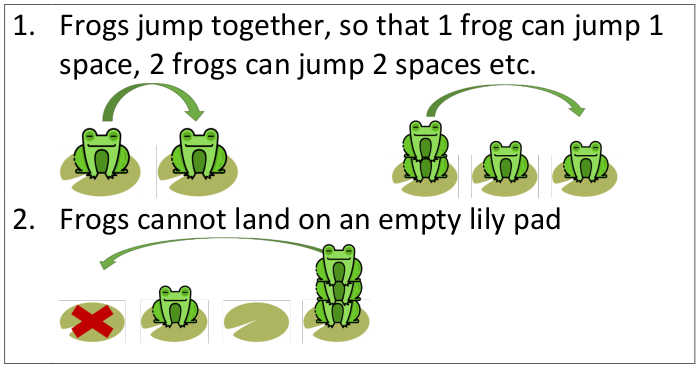 1. Frogs jump together, so that 1 frog can jump 1
space, 2 frogs can jump 2 spaces etc.
2. Frogs cannot land on an empty lily pad